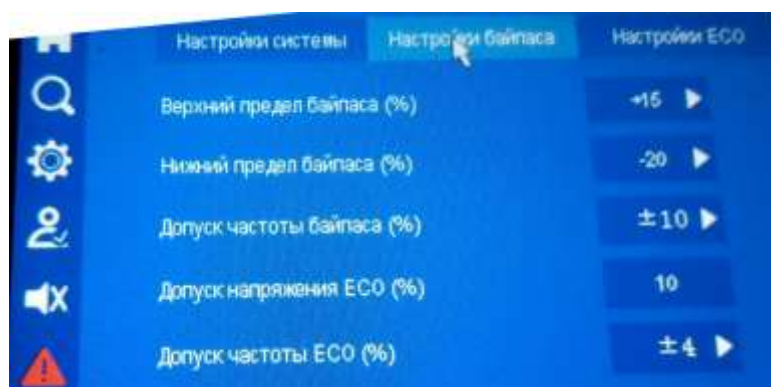 Настройки системы Настройки байпаса Настройки ECO
Верхний предел байпаса (%) +15
Нижний предел байпаса (%) -20
Допуск частоты байпаса (%) ±10
Допуск напряжения ECO (%) 10
Допуск частоты ECO (%) ±4